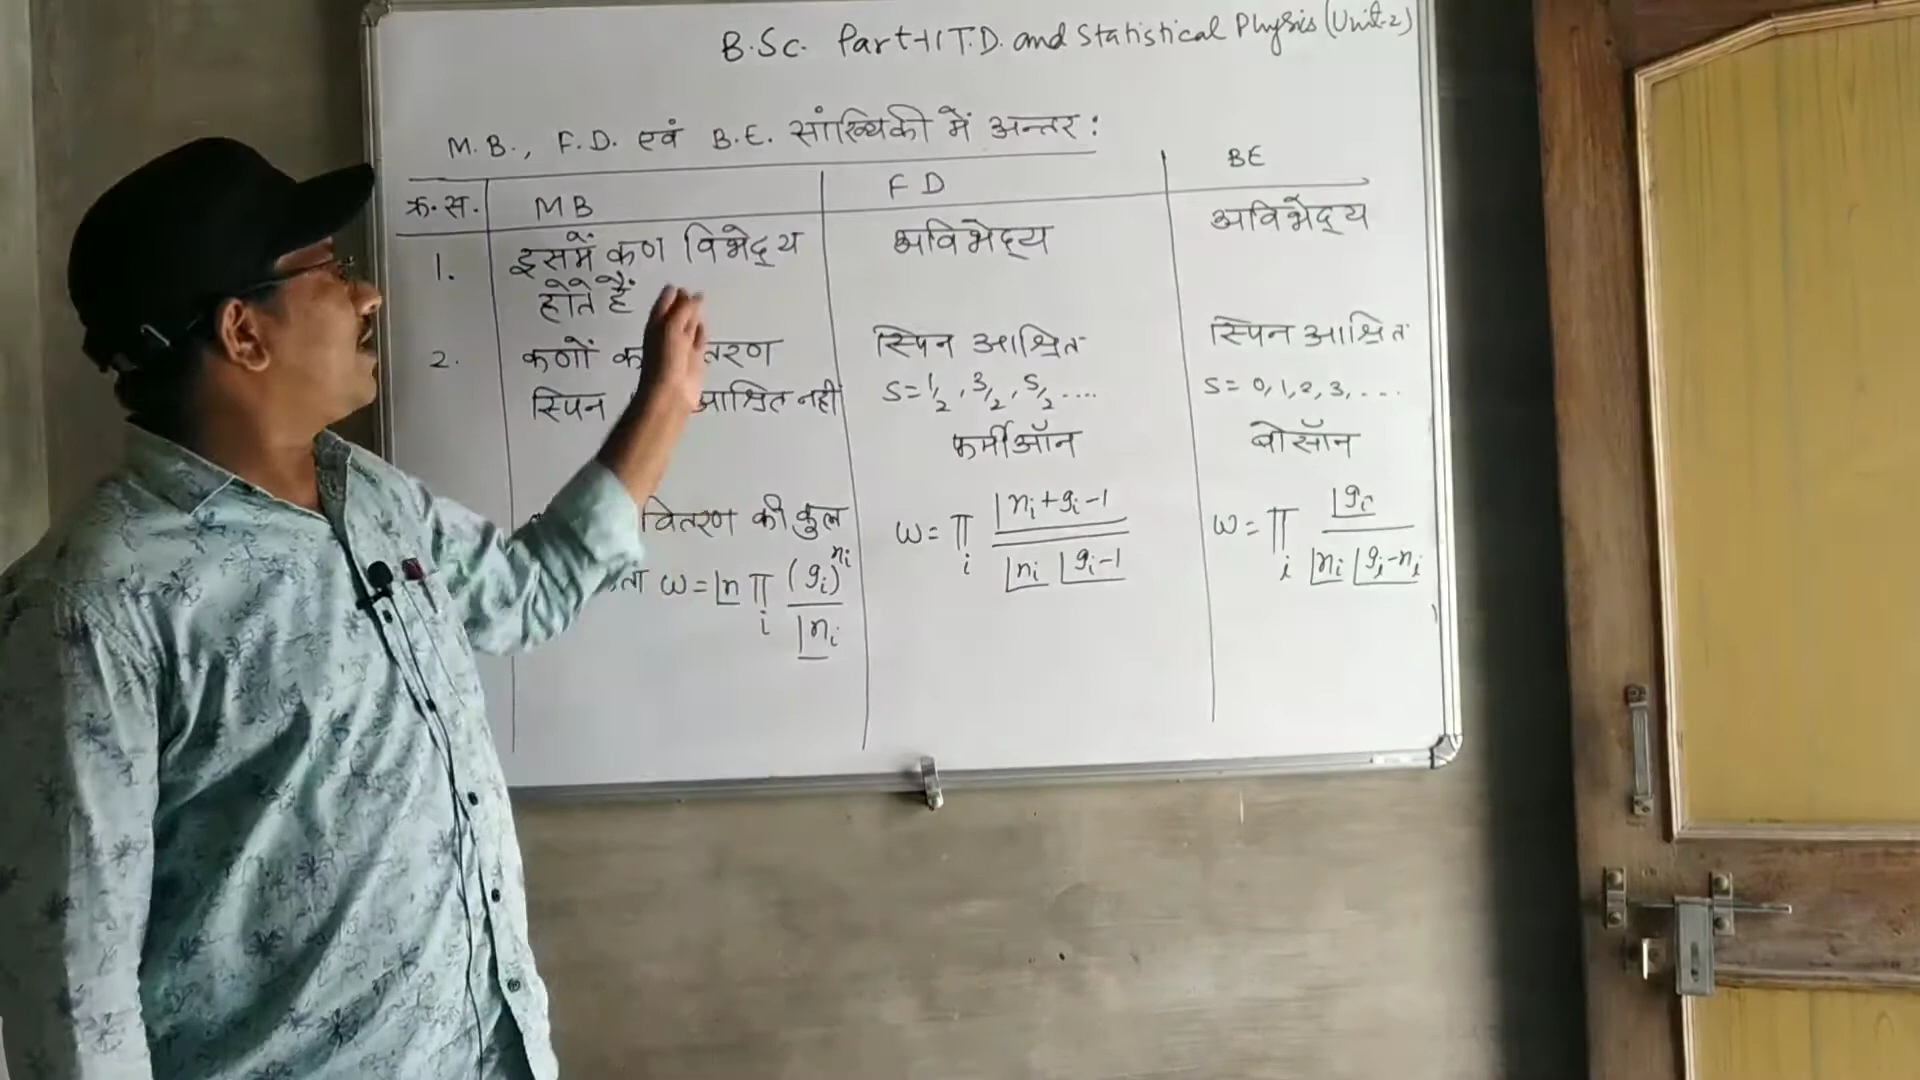 B.Sc. Part-II T.D. and Statistical Physics (Unit-2)
M.B., F.D. एवं B.E. सांख्यिकी में अन्तर :
क्र.स. MB FD BE
1. इसमें कण विभेद्य होते हैं अविभेद्य अविभेद्य
2. कणों
स्पिन आश्रित नही
स्पिन आश्रित
S = 1/2, 3/2, 5/2 ....
फर्मीऑन
स्पिन आश्रित
S = 0, 1, 2, 3, ...
बोसॉन
वितरण की कुल
ω = |n π i (gi)^ni / |ni
ω = π i |ni+gi-1 / |ni |gi-1
ω = π i |gi / |ni |gi-ni